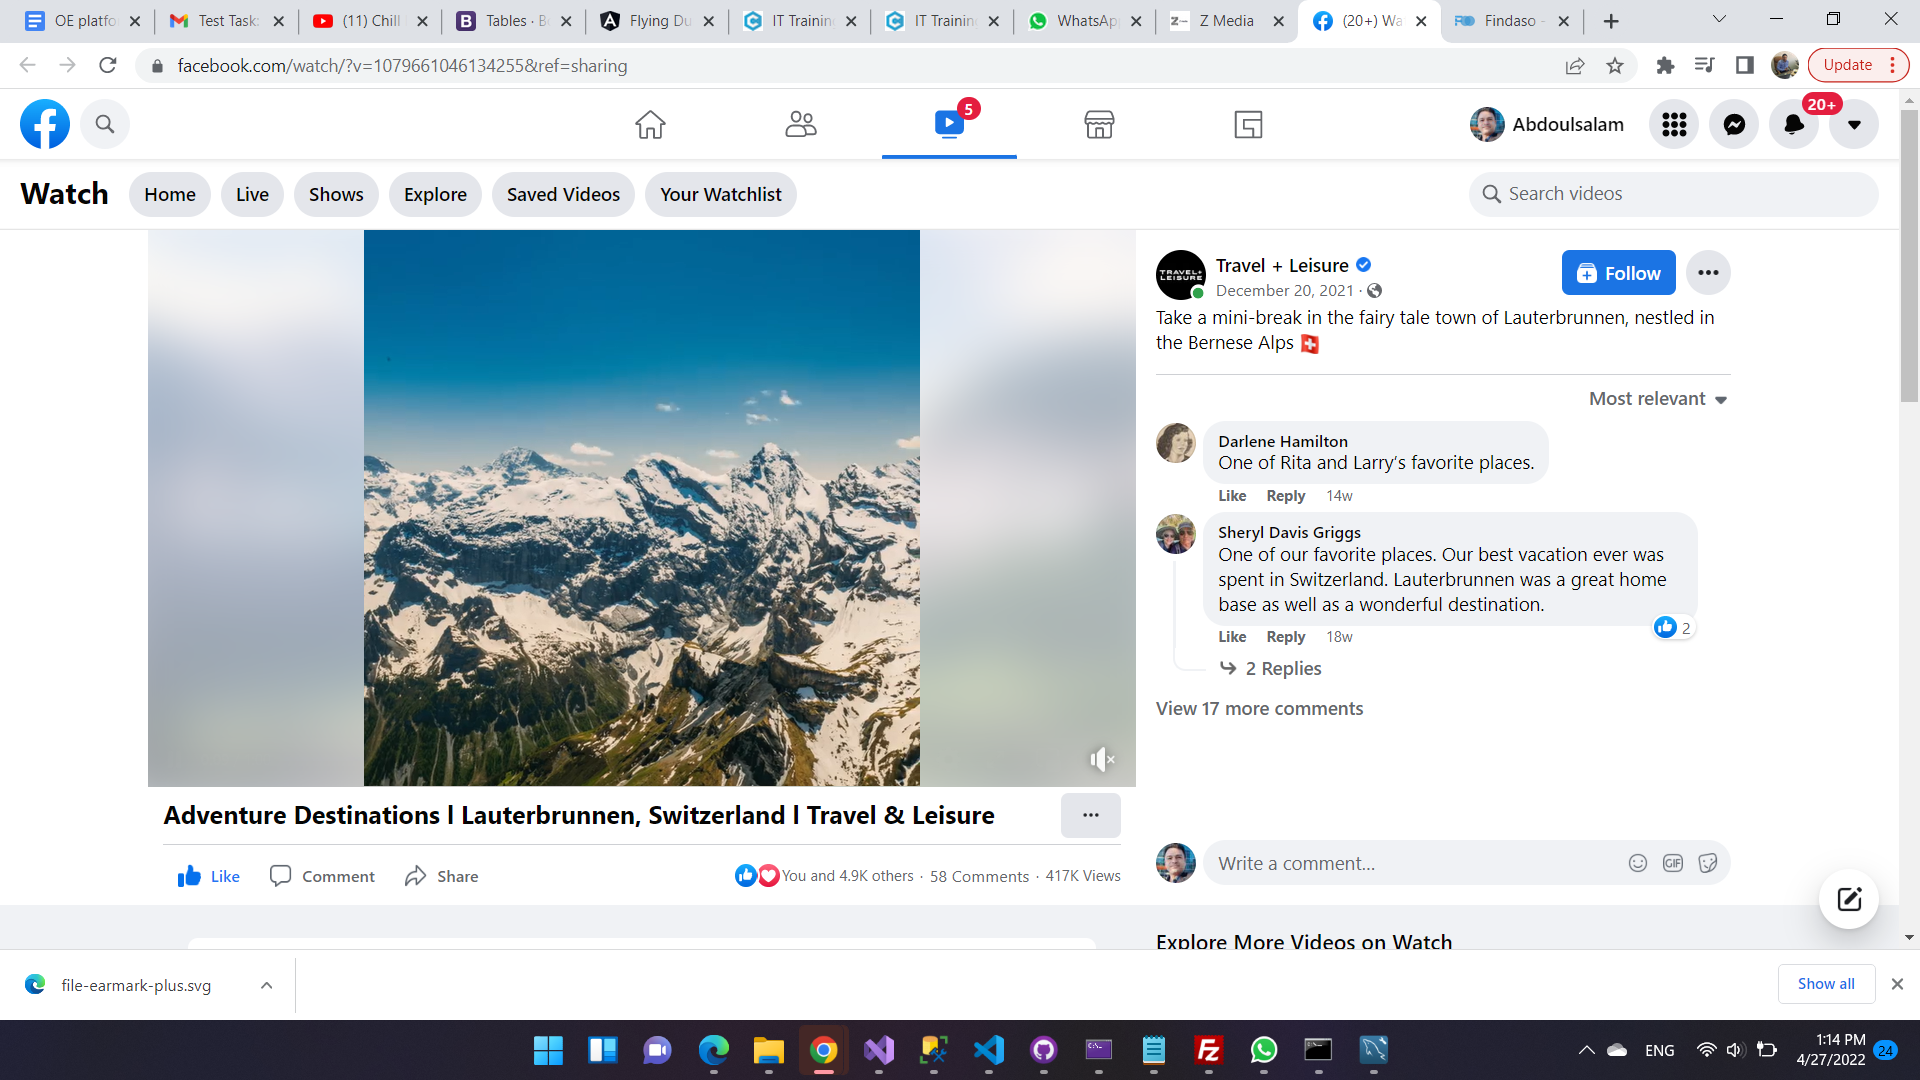 OE platfo
Test Task:
(11) Chill
Tables · B
Flying Du
IT Trainin
IT Trainin
WhatsAp
Z Media
(20+) Wa
Findaso -
facebook.com/watch/?v=1079661046134255&ref=sharing
Update
5
Abdoulsalam
20+
Watch
Home
Live
Shows
Explore
Saved Videos
Your Watchlist
Search videos
TRAVEL+
LEISURE
Travel + Leisure
Follow
December 20, 2021 ·
Take a mini-break in the fairy tale town of Lauterbrunnen, nestled in
the Bernese Alps 🇨🇭
Most relevant
Darlene Hamilton
One of Rita and Larry's favorite places.
Like Reply 14w
Sheryl Davis Griggs
One of our favorite places. Our best vacation ever was
spent in Switzerland. Lauterbrunnen was a great home
base as well as a wonderful destination.
2
Like Reply 18w
2 Replies
View 17 more comments
Adventure Destinations l Lauterbrunnen, Switzerland l Travel & Leisure
Like
Comment
Share
You and 4.9K others · 58 Comments · 417K Views
Write a comment...
GIF
Explore More Videos on Watch
file-earmark-plus.svg
Show all
ENG
1:14 PM
4/27/2022
24